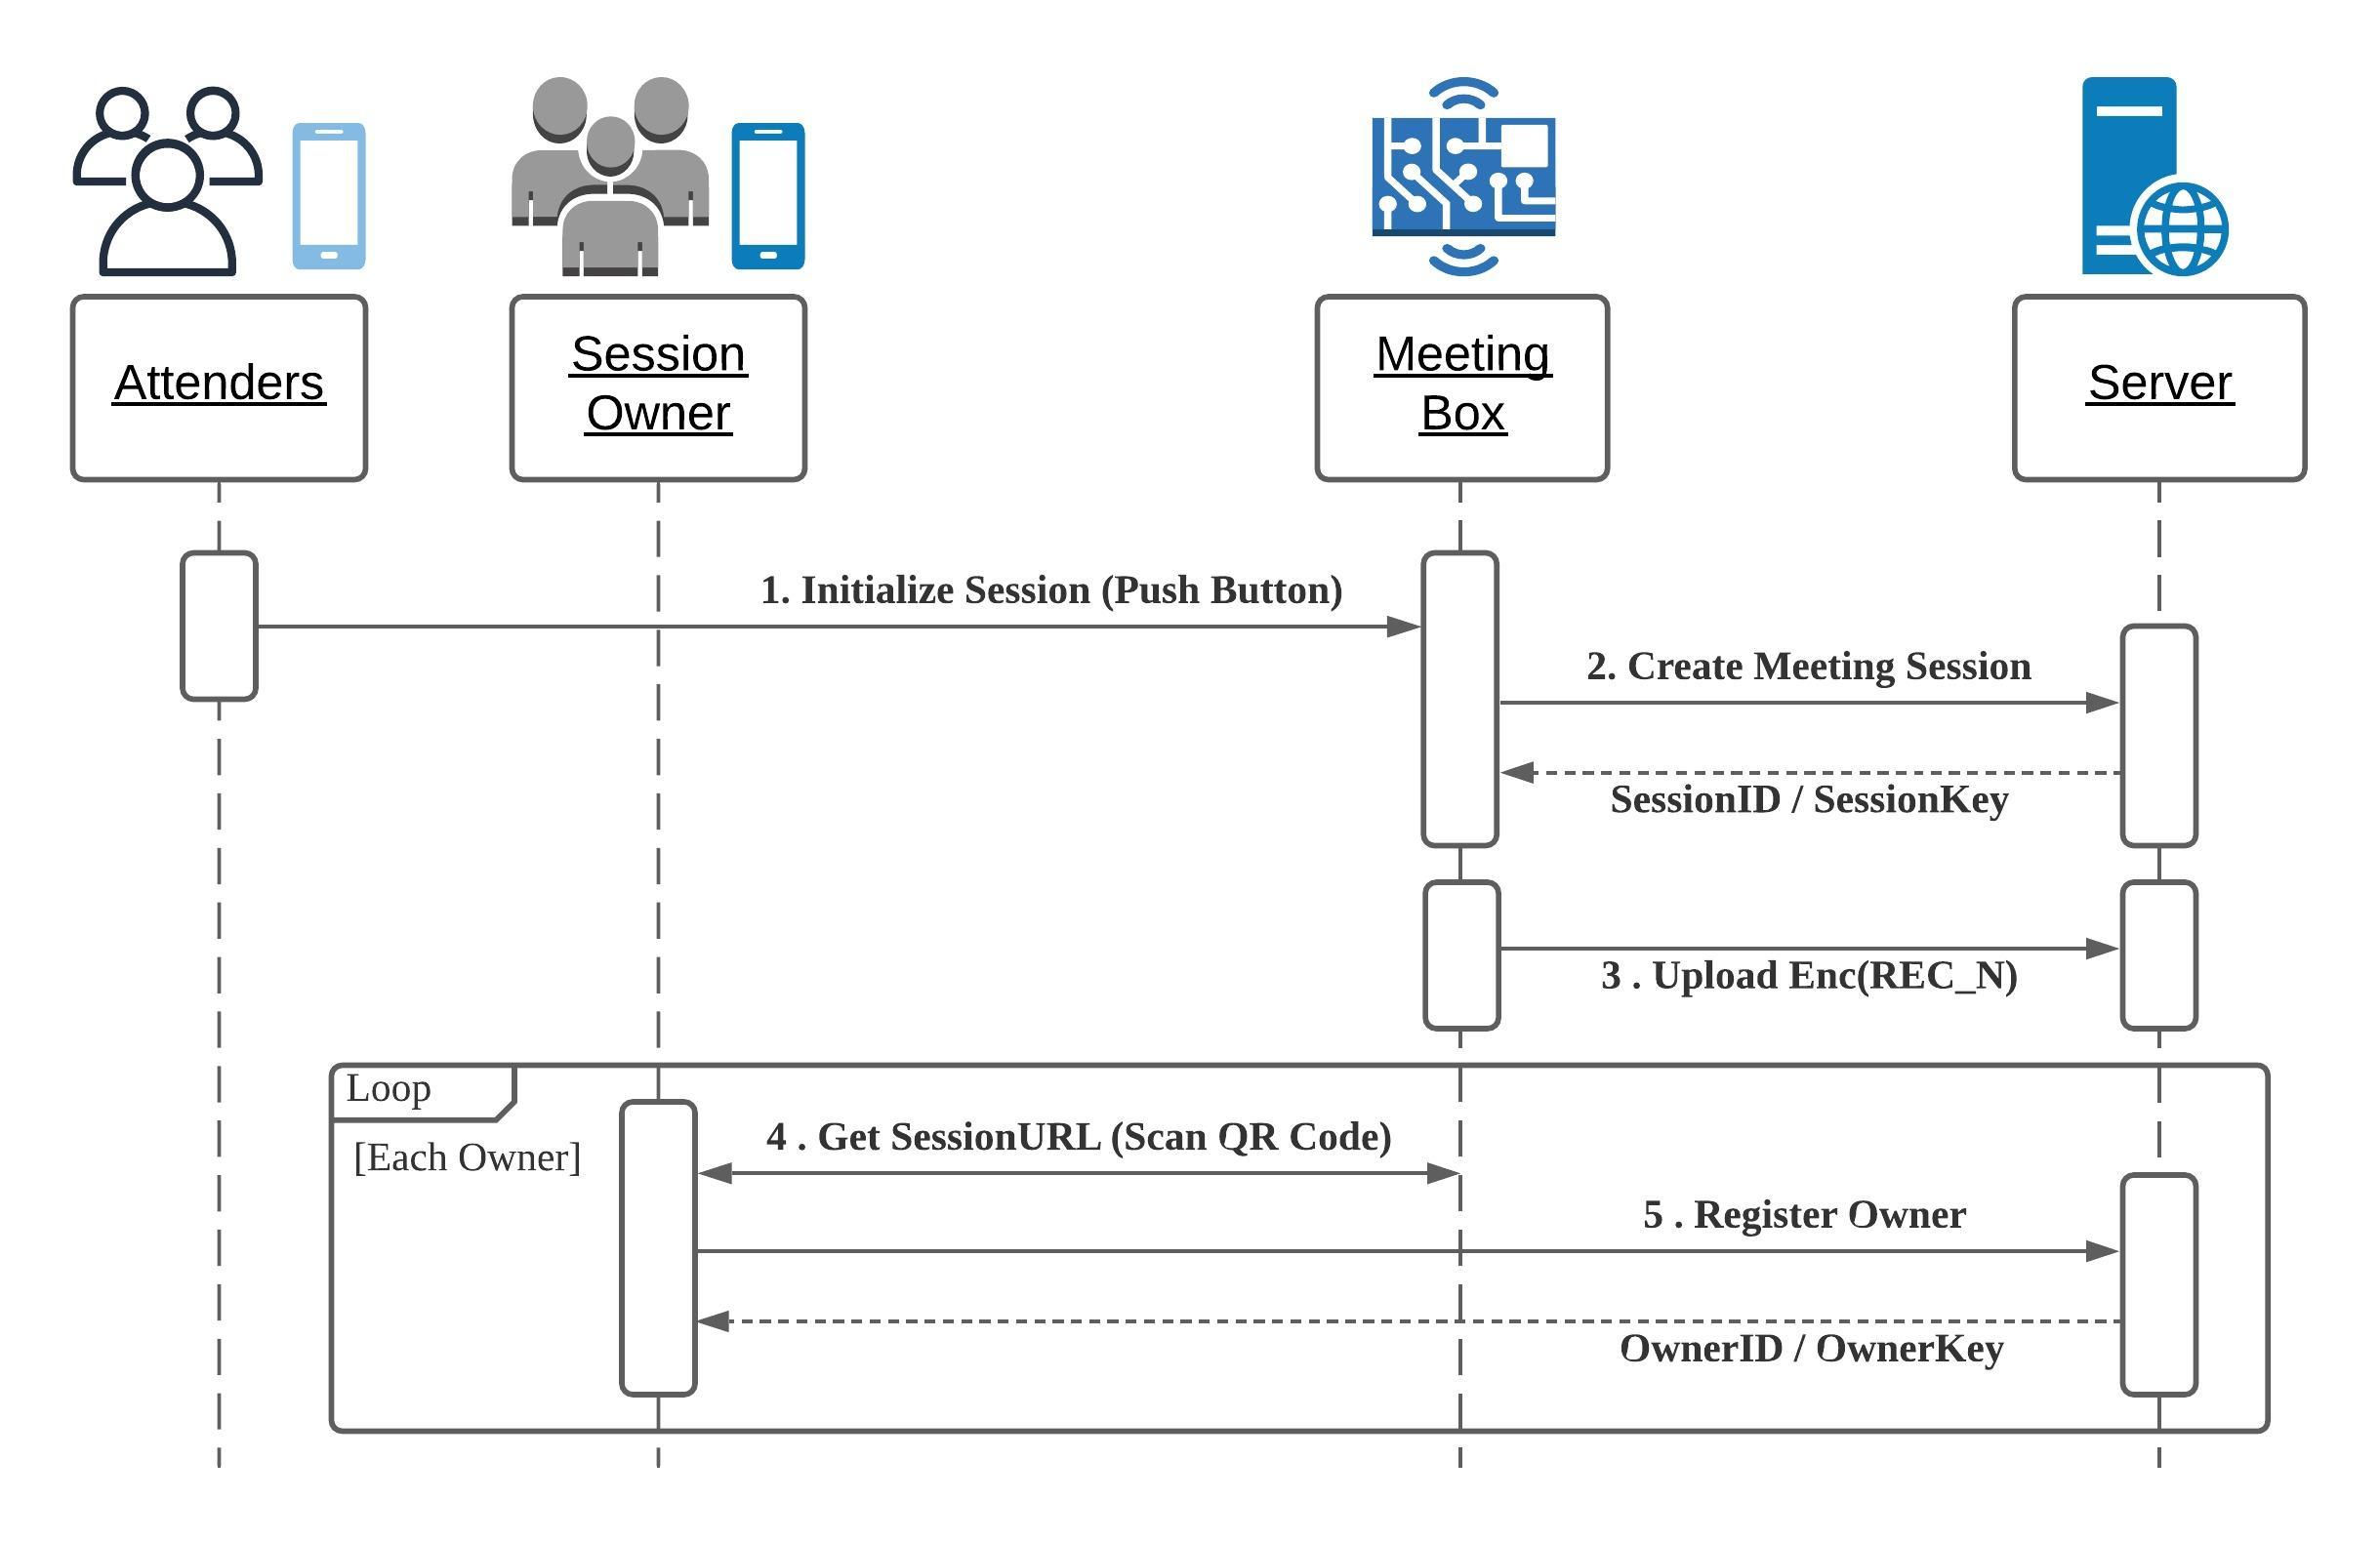 Attenders
Session
Owner
Meeting
Box
Server
1. Initialize Session (Push Button)
2. Create Meeting Session
SessionID / SessionKey
3 . Upload Enc(REC_N)
Loop
[Each Owner]
4 . Get SessionURL (Scan QR Code)
5 . Register Owner
OwnerID / OwnerKey